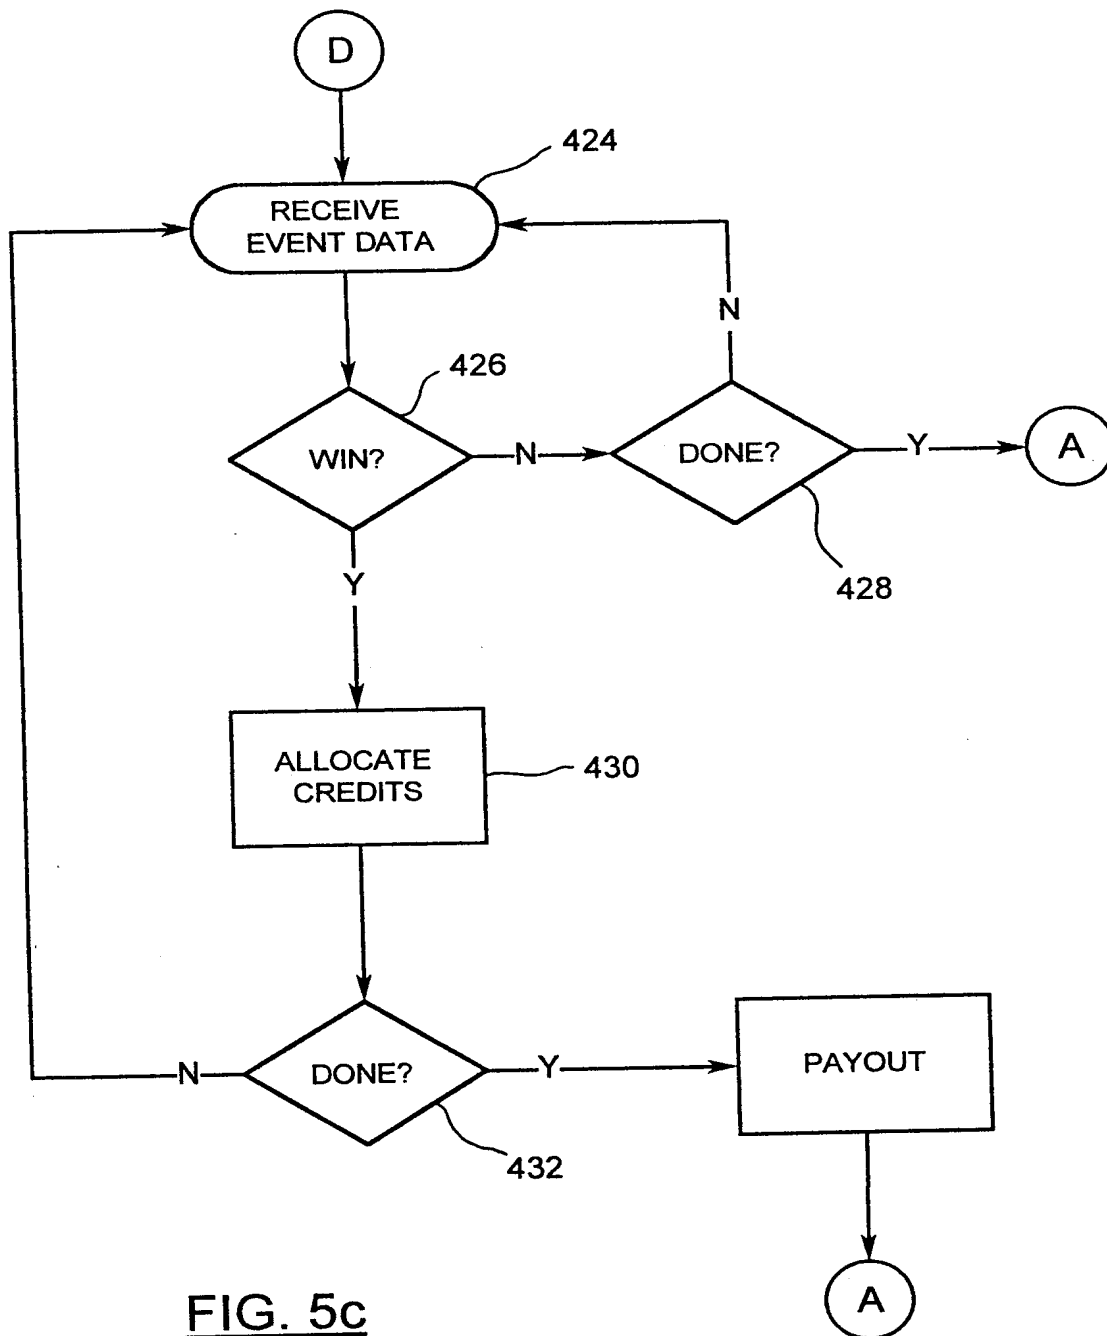 D
424
RECEIVE
EVENT DATA
N
426
WIN?
N
DONE?
Y
A
428
Y
ALLOCATE
CREDITS
430
N
DONE?
Y
PAYOUT
432
A
FIG. 5c